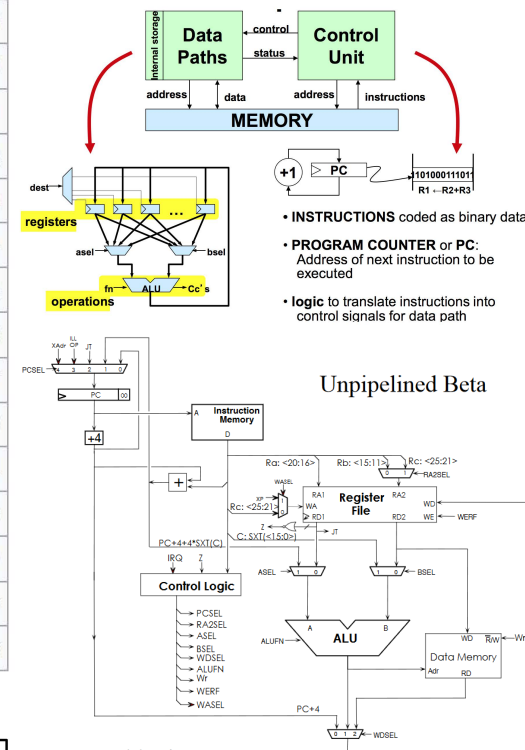 Internal storage
Data
Paths
control
status
Control
Unit
address
data
address
instructions
MEMORY
dest
registers
...
asel
bsel
fn
ALU
Cc's
operations
+1
PC
1101000111011
R1 ←R2+R3
• INSTRUCTIONS coded as binary data
• PROGRAM COUNTER or PC:
Address of next instruction to be
executed
• logic to translate instructions into
control signals for data path
Unpipelined Beta
XAdr
ILL
OP
JT
PCSEL
4 3 2 1 0
PC
00
+4
A
Instruction
Memory
D
+
Ra: <20:16>
Rb: <15:11>
Rc: <25:21>
0 1
RA2SEL
WASEL
XP
Rc: <25:21>
1
0
WA
RA1
RA2
Register
File
RD1
RD2
WD
WE
WERF
Z
JT
C: SXT(<15:0>)
PC+4+4*SXT(C)
IRQ
Z
Control Logic
PCSEL
RA2SEL
ASEL
BSEL
WDSEL
ALUFN
Wr
WERF
WASEL
ASEL
1 0
1 0
BSEL
A
B
ALUFN
ALU
WD
R/W
Wr
Data Memory
Adr
RD
PC+4
0 1 2
WDSEL